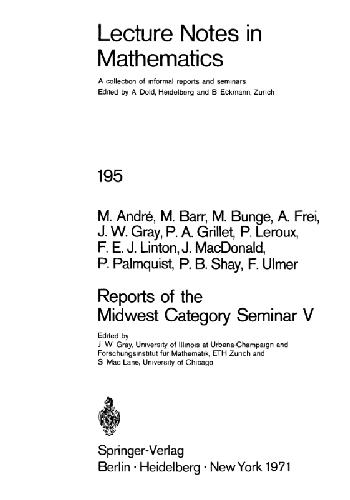 Lecture Notes in
Mathematics
A collection of informal reports and seminars
Edited by A. Dold, Heidelberg and B. Eckmann, Zürich
195
M. André, M. Barr, M. Bunge, A. Frei,
J. W. Gray, P. A. Grillet, P. Leroux,
F. E. J. Linton, J. MacDonald,
P. Palmquist, P. B. Shay, F. Ulmer
Reports of the
Midwest Category Seminar V
Edited by
J. W. Gray, University of Illinois at Urbana-Champaign and
Forschungsinstitut für Mathematik, ETH Zürich and
S. Mac Lane, University of Chicago
Springer-Verlag
Berlin · Heidelberg · New York 1971